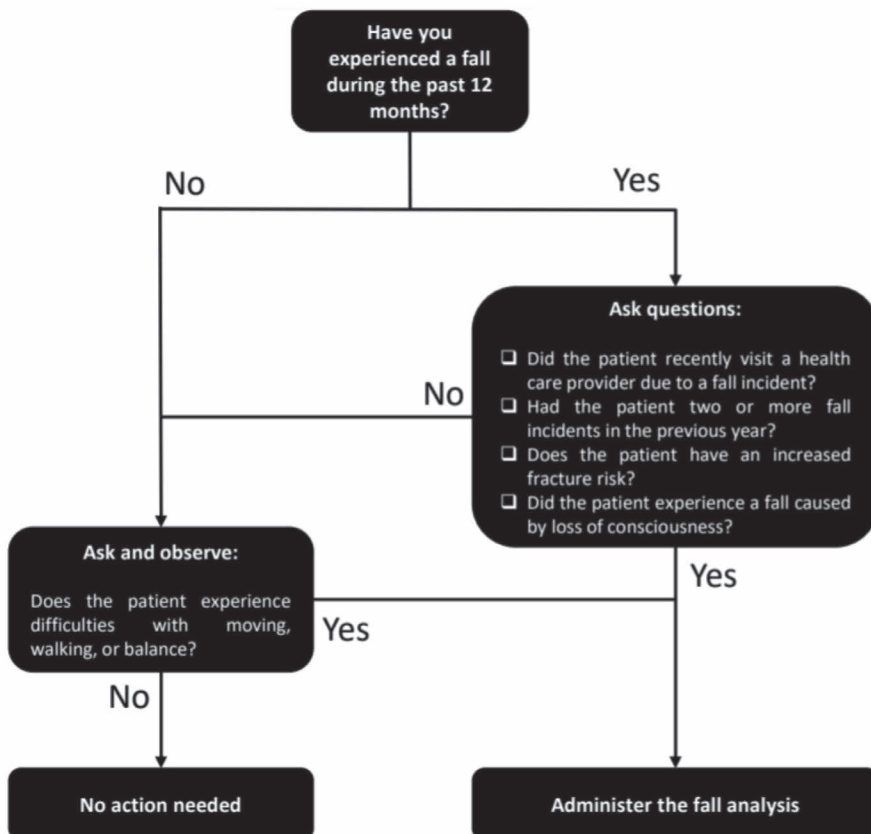 Have you
experienced a fall
during the past 12
months?
No
Yes
Ask questions:
❑ Did the patient recently visit a health
care provider due to a fall incident?
❑ Had the patient two or more fall
incidents in the previous year?
❑ Does the patient have an increased
fracture risk?
❑ Did the patient experience a fall caused
by loss of consciousness?
No
Yes
Ask and observe:
Does the patient experience
difficulties with moving,
walking, or balance?
Yes
No
No action needed
Administer the fall analysis